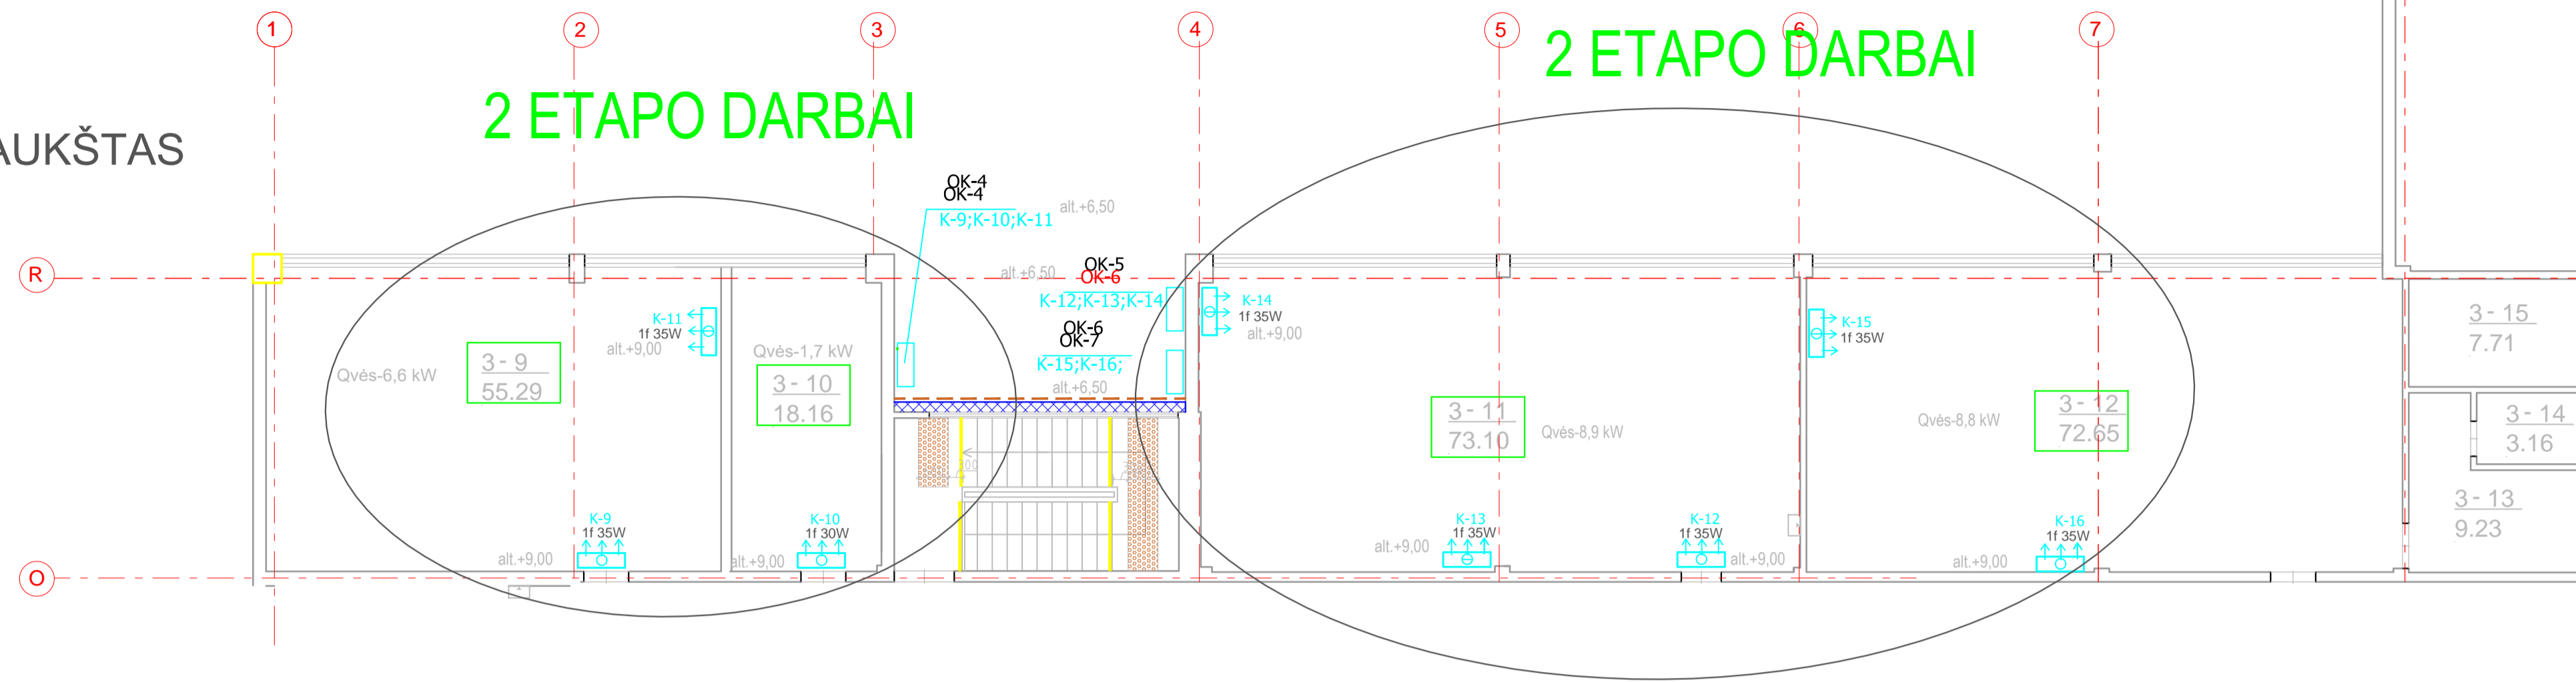 1
2
3
4
5
6
7
2 ETAPO DARBAI
2 ETAPO DARBAI
AUKŠTAS
OK-4
OK-4
K-9;K-10;K-11
alt.+6,50
R
alt.+6,50
OK-5
OK-6
K-12;K-13;K-14
OK-6
OK-7
K-15;K-16;
alt.+6,50
K-11
1f 35W
alt.+9,00
Qvės-6,6 kW
3 - 9
55.29
Qvės-1,7 kW
3 - 10
18.16
K-14
1f 35W
alt.+9,00
K-15
1f 35W
3 - 15
7.71
3 - 11
73.10
Qvės-8,9 kW
Qvės-8,8 kW
3 - 12
72.65
3 - 14
3.16
3 - 13
9.23
300
K-9
1f 35W
alt.+9,00
K-10
1f 30W
alt.+9,00
K-13
1f 35W
alt.+9,00
K-12
1f 35W
alt.+9,00
K-16
1f 35W
alt.+9,00
O